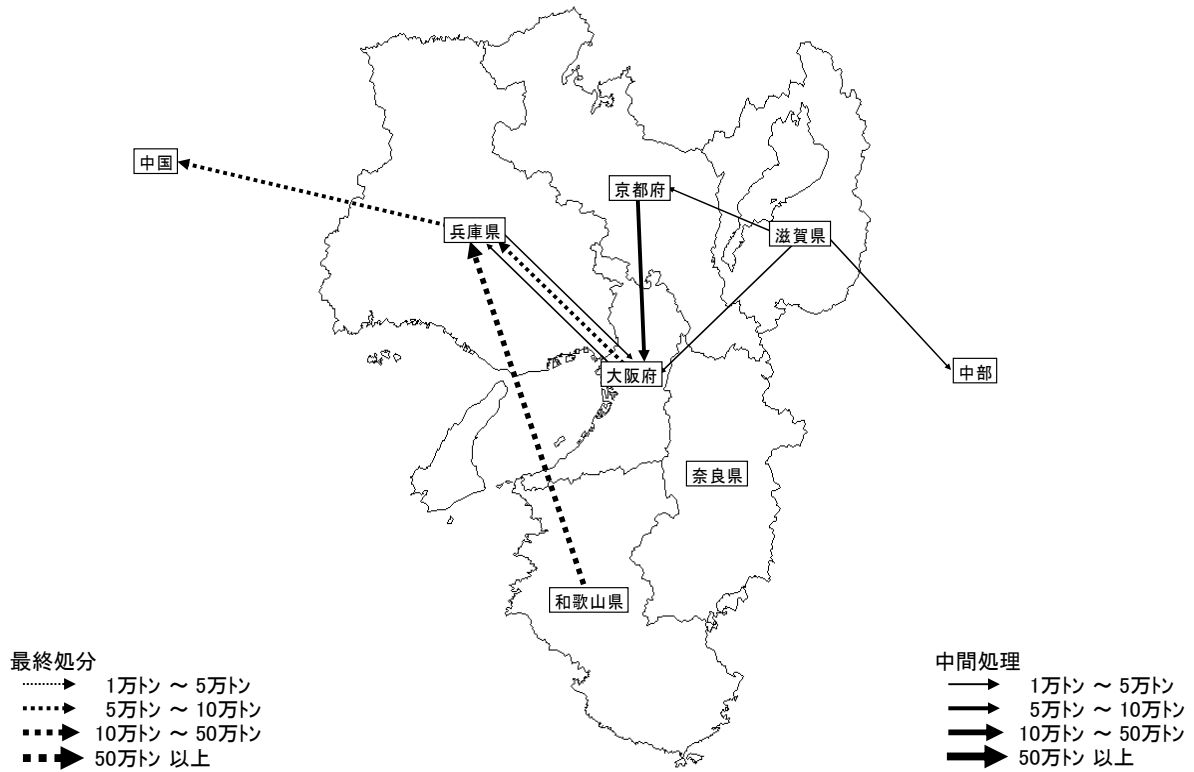 中国
京都府
兵庫県
滋賀県
大阪府
中部
奈良県
和歌山県
最終処分
1万トン ～ 5万トン
5万トン ～ 10万トン
10万トン ～ 50万トン
50万トン 以上
中間処理
1万トン ～ 5万トン
5万トン ～ 10万トン
10万トン ～ 50万トン
50万トン 以上